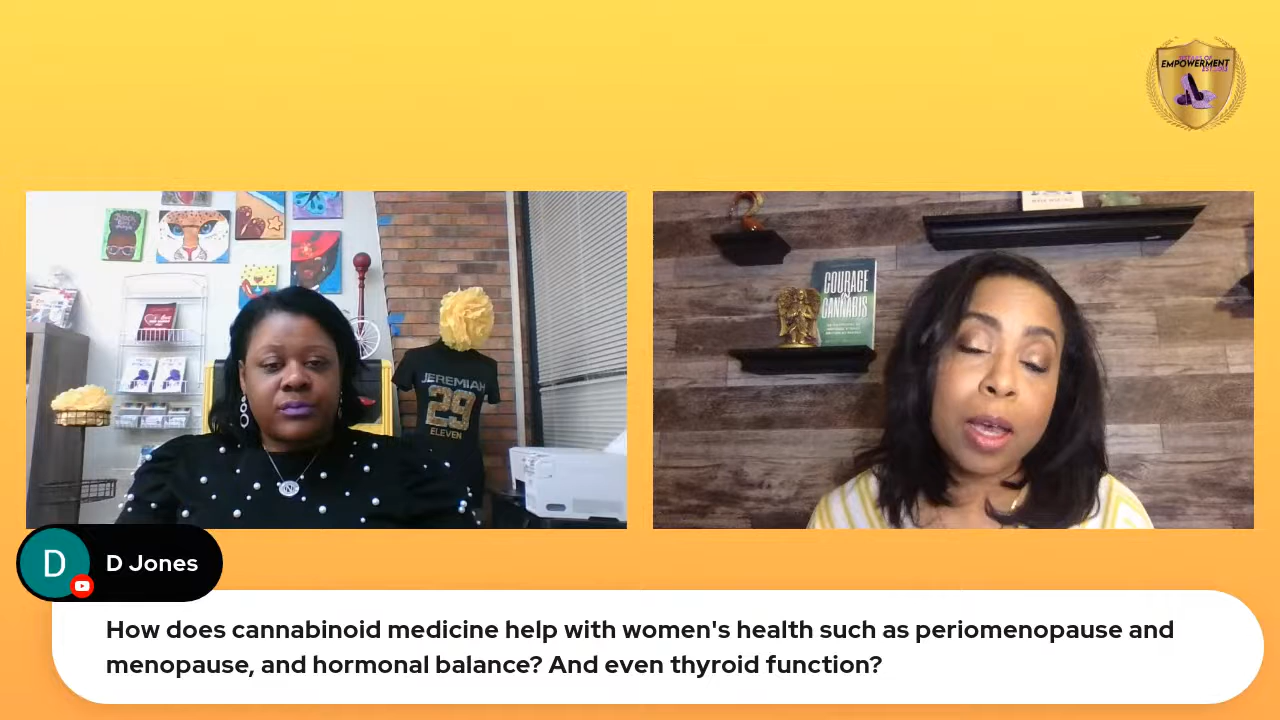 EMPOWERMENT
COURAGE
CANNABIS
JEREMIAH
29
ELEVEN
D
D Jones
How does cannabinoid medicine help with women's health such as periomenopause and
menopause, and hormonal balance? And even thyroid function?